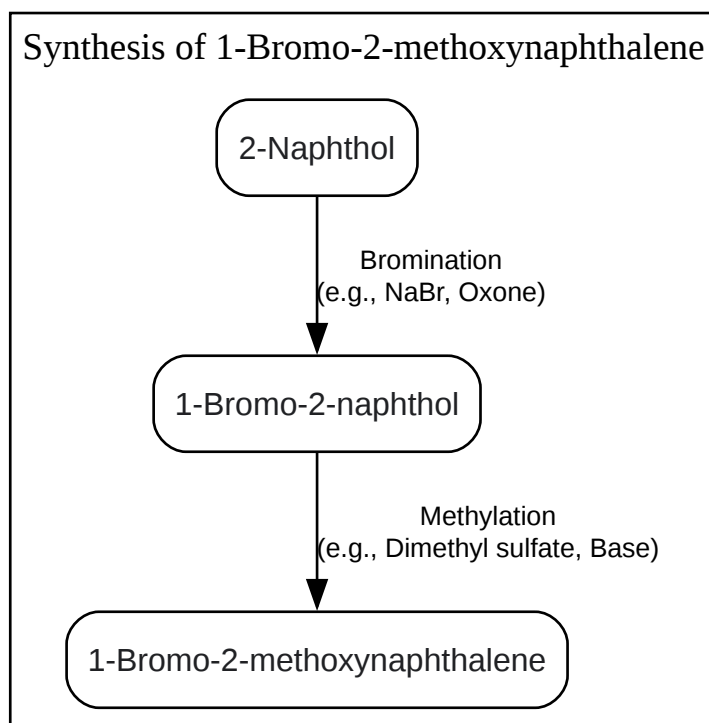 Synthesis of 1-Bromo-2-methoxynaphthalene
2-Naphthol
Bromination
(e.g., NaBr, Oxone)
1-Bromo-2-naphthol
Methylation
(e.g., Dimethyl sulfate, Base)
1-Bromo-2-methoxynaphthalene